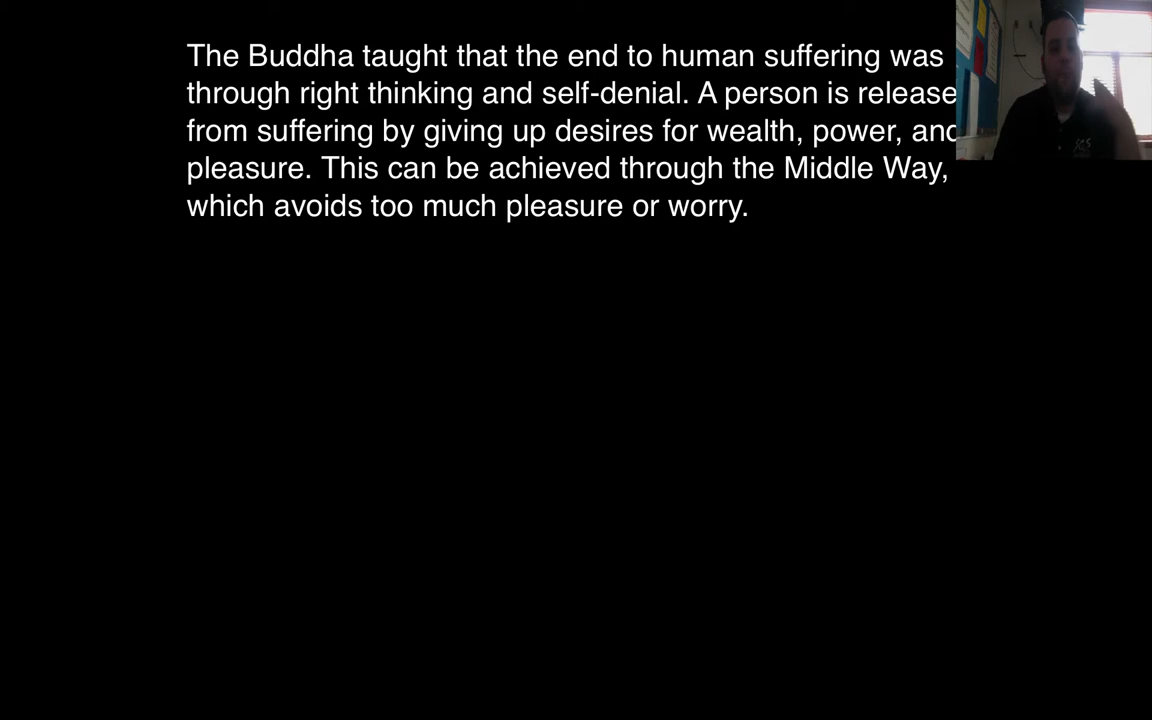 The Buddha taught that the end to human suffering was
through right thinking and self-denial. A person is release
from suffering by giving up desires for wealth, power, and
pleasure. This can be achieved through the Middle Way,
which avoids too much pleasure or worry.